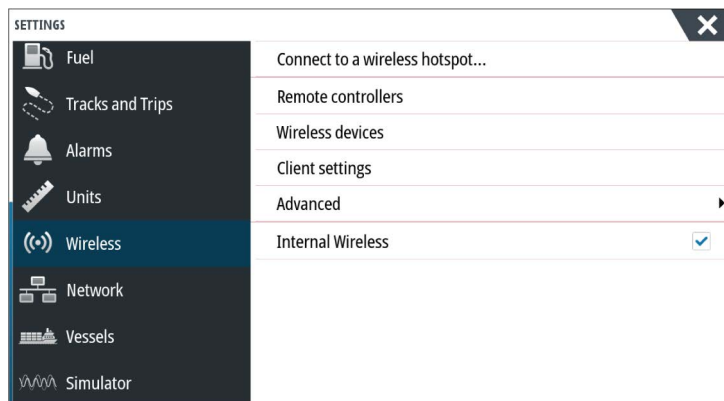 SETTINGS
Fuel
Tracks and Trips
Alarms
Units
Wireless
Network
Vessels
Simulator
Connect to a wireless hotspot...
Remote controllers
Wireless devices
Client settings
Advanced
Internal Wireless